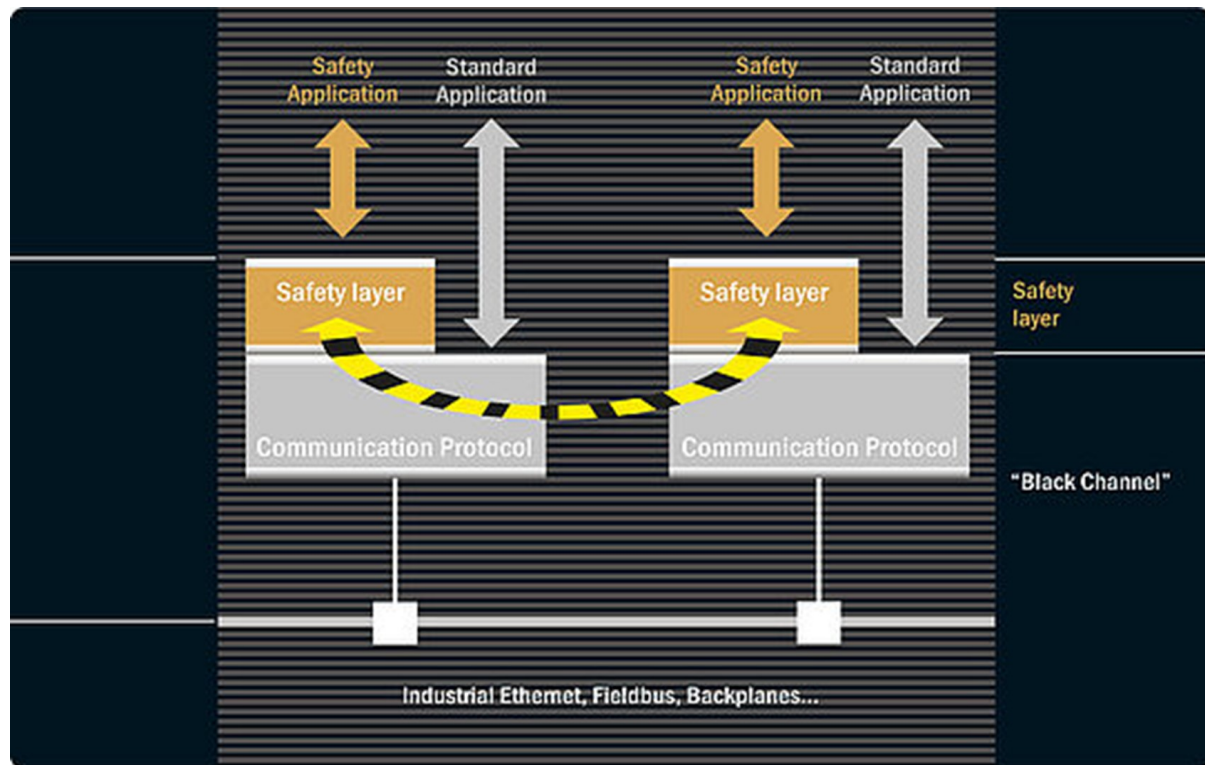 Safety
Application
Standard
Application
Safety
Application
Standard
Application
Safety layer
Safety layer
Safety
layer
Communication Protocol
Communication Protocol
“Black Channel”
Industrial Ethernet, Fieldbus, Backplanes...